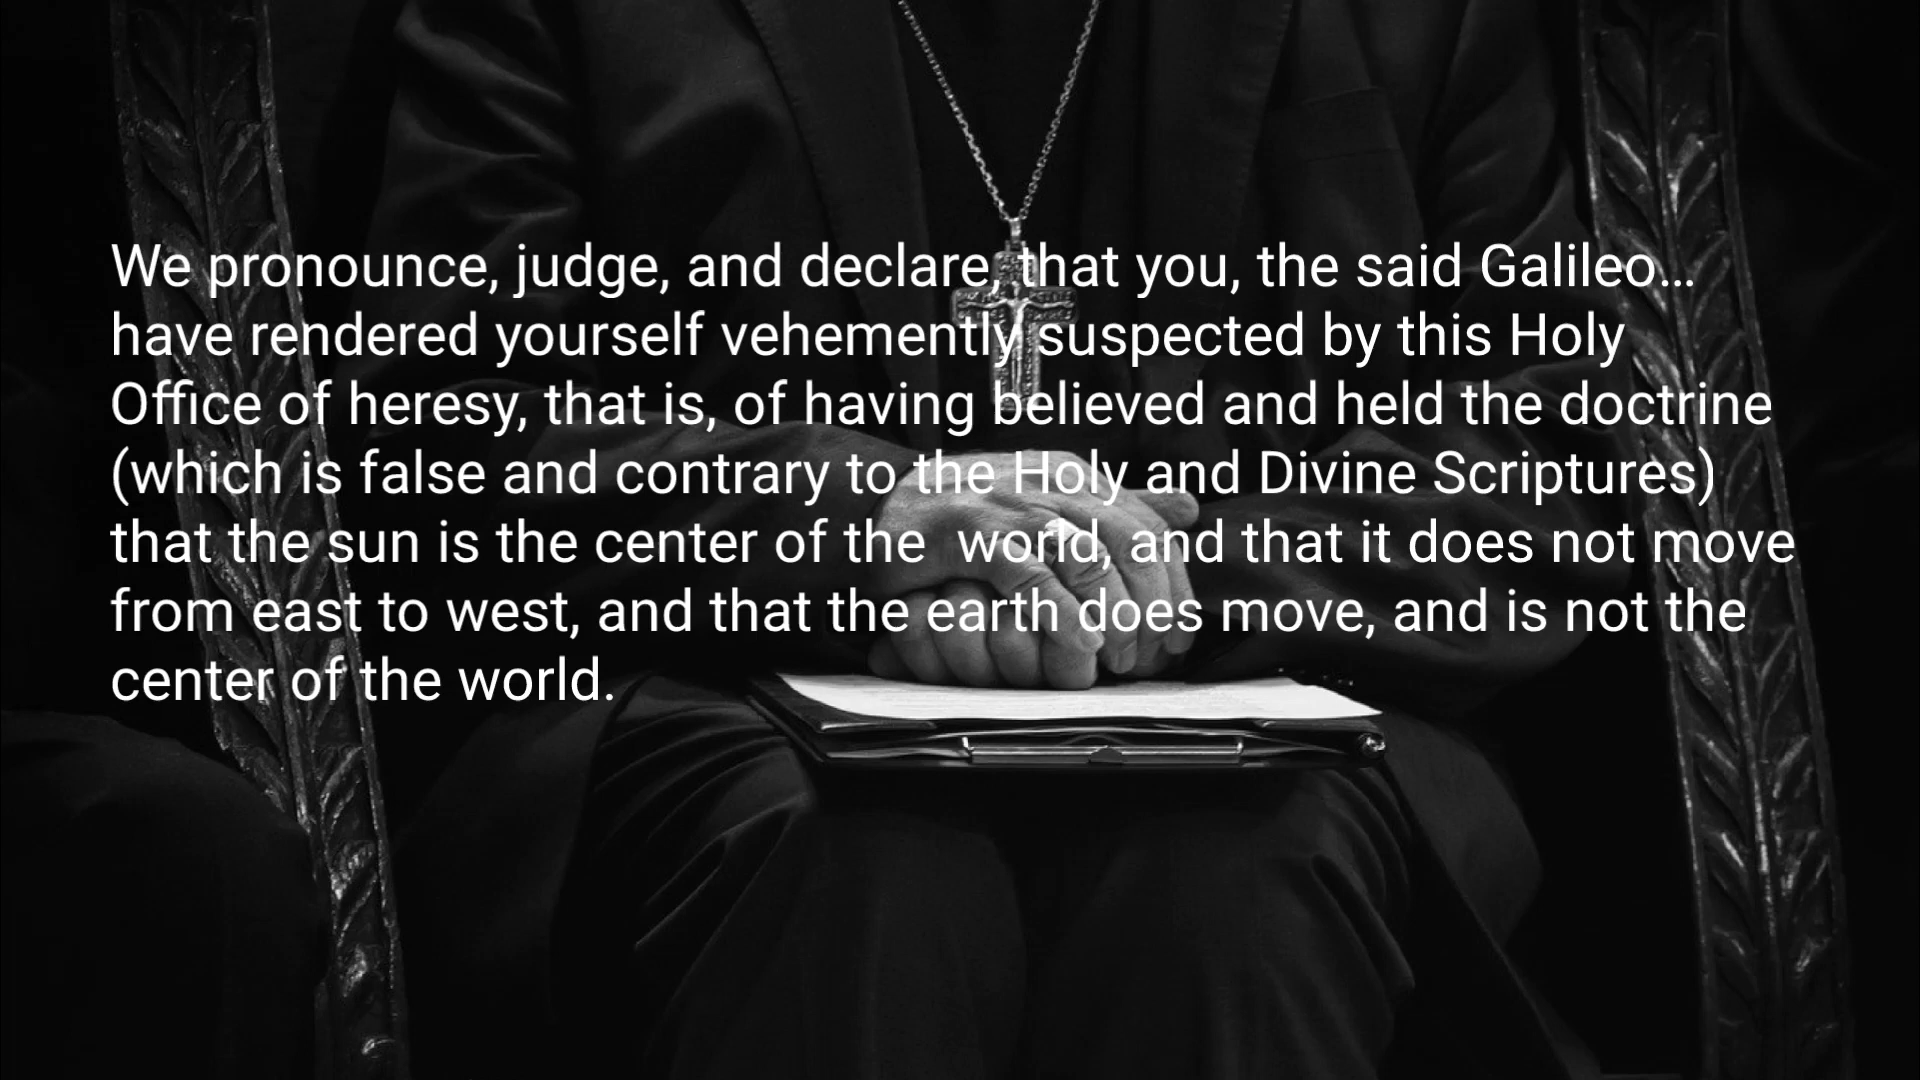 We pronounce, judge, and declare, that you, the said Galileo…
have rendered yourself vehemently suspected by this Holy
Office of heresy, that is, of having believed and held the doctrine
(which is false and contrary to the Holy and Divine Scriptures)
that the sun is the center of the  world, and that it does not move
from east to west, and that the earth does move, and is not the
center of the world.